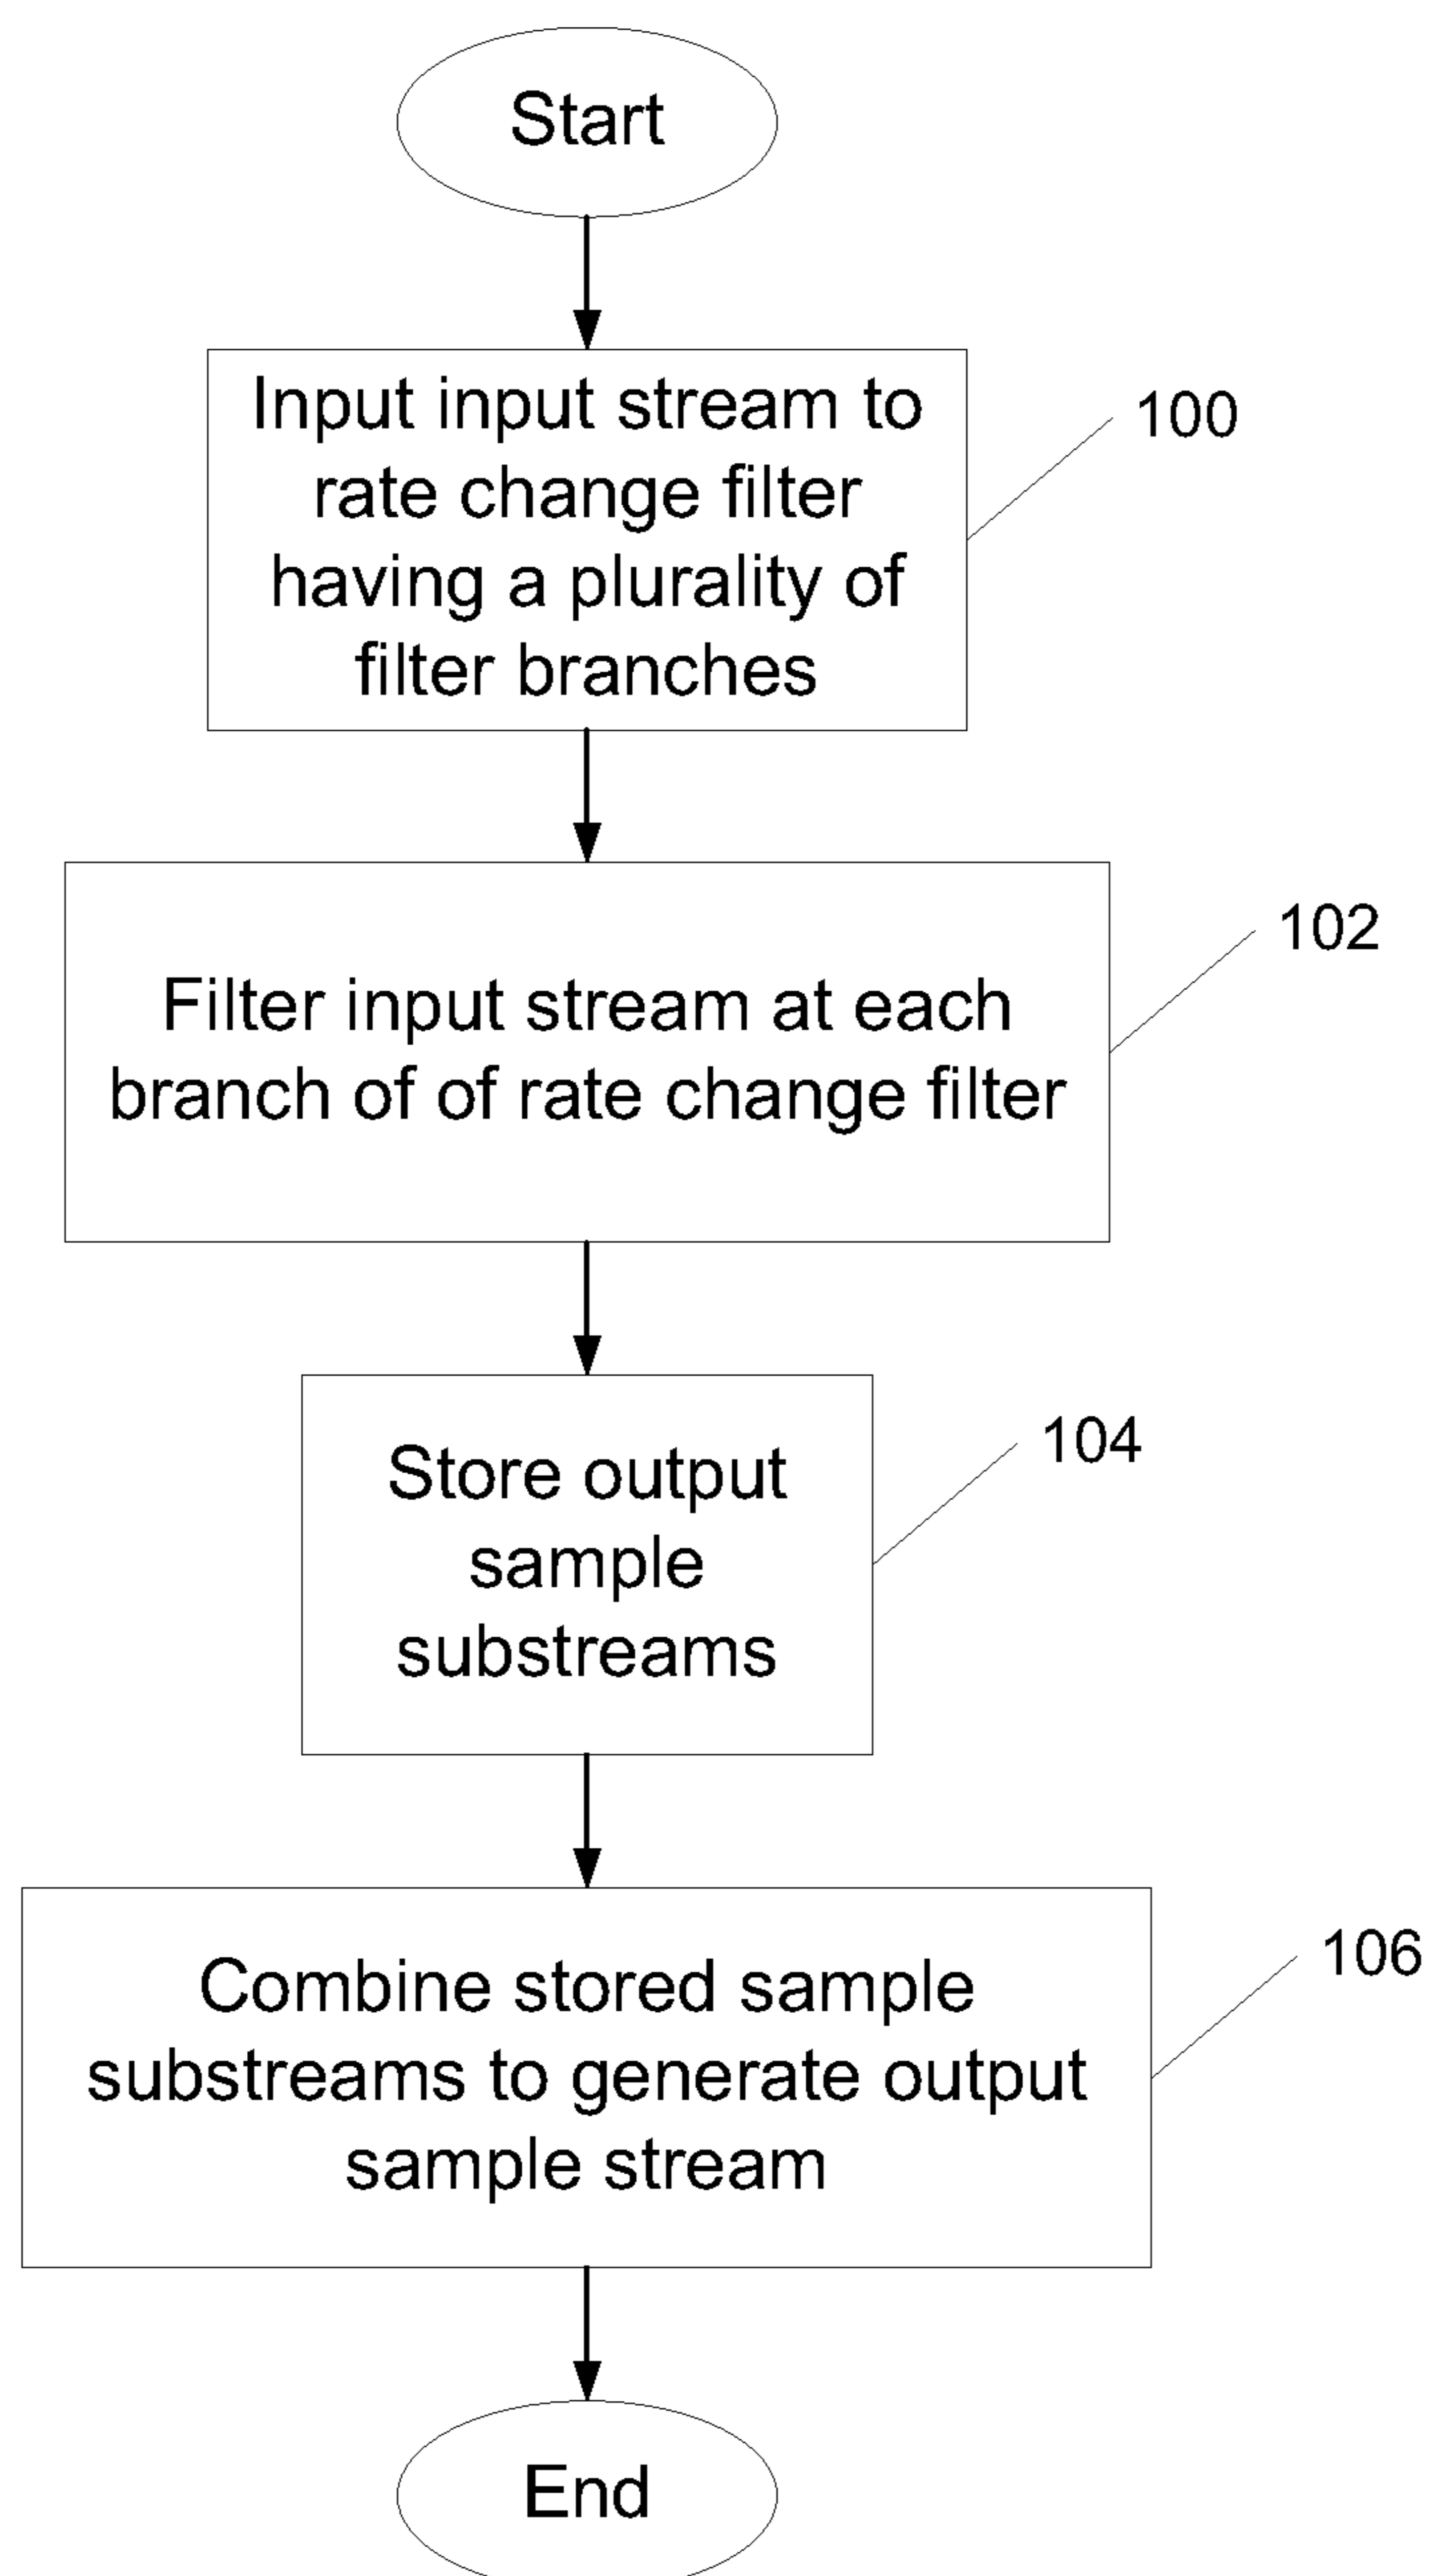 Start
Input input stream to
rate change filter
having a plurality of
filter branches
100
Filter input stream at each
branch of of rate change filter
102
Store output
sample
substreams
104
Combine stored sample
substreams to generate output
sample stream
106
End